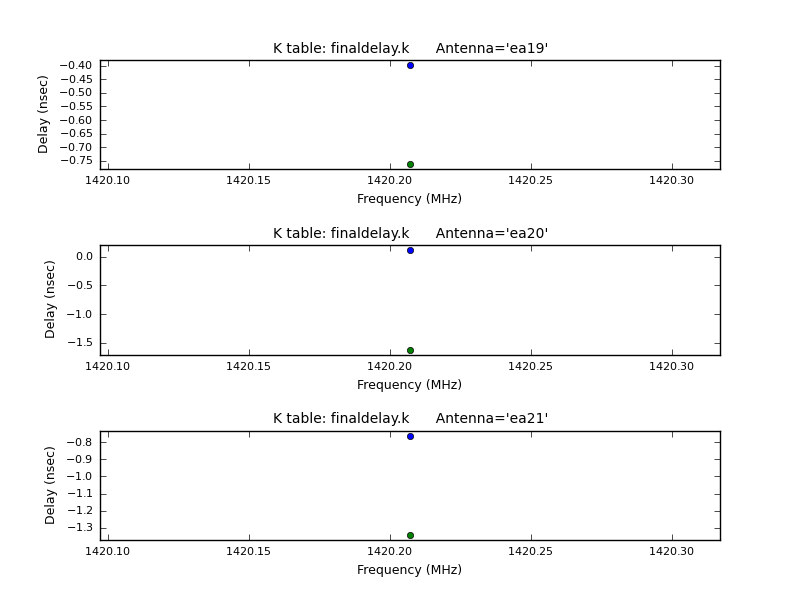 K table: finaldelay.k Antenna='ea19'
−0.40
−0.45
−0.50
−0.55
−0.60
−0.65
−0.70
−0.75
Delay (nsec)
1420.10 1420.15 1420.20 1420.25 1420.30
Frequency (MHz)
K table: finaldelay.k Antenna='ea20'
0.0
−0.5
−1.0
−1.5
Delay (nsec)
1420.10 1420.15 1420.20 1420.25 1420.30
Frequency (MHz)
K table: finaldelay.k Antenna='ea21'
−0.8
−0.9
−1.0
−1.1
−1.2
−1.3
Delay (nsec)
1420.10 1420.15 1420.20 1420.25 1420.30
Frequency (MHz)